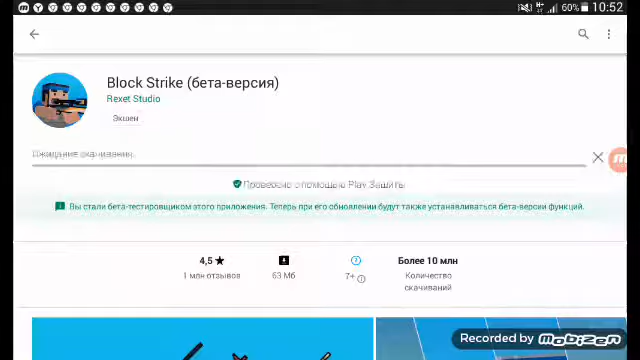 60% 10:52
Block Strike (бета-версия)
Rexet Studio
Экшен
Ожидание скачивания...
Проверено с помощью Play Защиты
Вы стали бета-тестировщиком этого приложения. Теперь при его обновлении будут также устанавливаться бета-версии функций.
4,5 ★
1 млн отзывов
63 Мб
7+
Более 10 млн
Количество
скачиваний
Recorded by mobizen